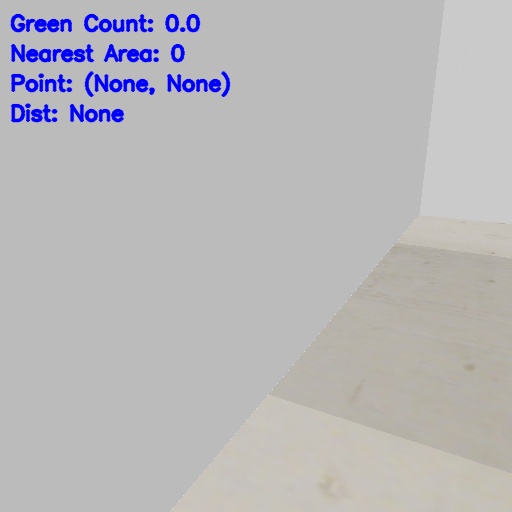 Green Count: 0.0
Nearest Area: 0
Point: (None, None)
Dist: None